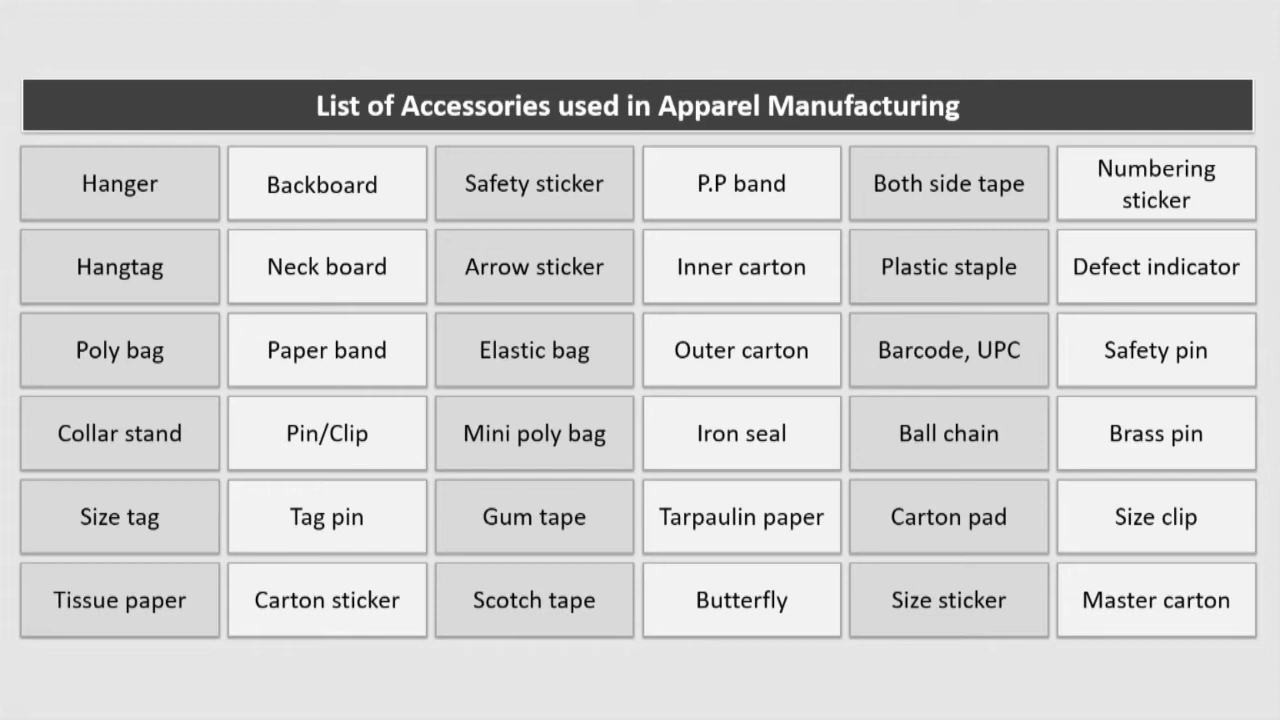 List of Accessories used in Apparel Manufacturing
Hanger
Backboard
Safety sticker
P.P band
Both side tape
Numbering
sticker
Hangtag
Neck board
Arrow sticker
Inner carton
Plastic staple
Defect indicator
Poly bag
Paper band
Elastic bag
Outer carton
Barcode, UPC
Safety pin
Collar stand
Pin/Clip
Mini poly bag
Iron seal
Ball chain
Brass pin
Size tag
Tag pin
Gum tape
Tarpaulin paper
Carton pad
Size clip
Tissue paper
Carton sticker
Scotch tape
Butterfly
Size sticker
Master carton